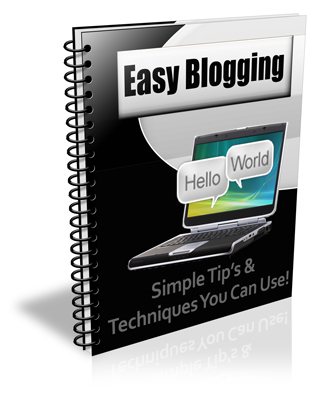 Easy Blogging
Hello
World
Simple Tip's &
Techniques You Can Use!